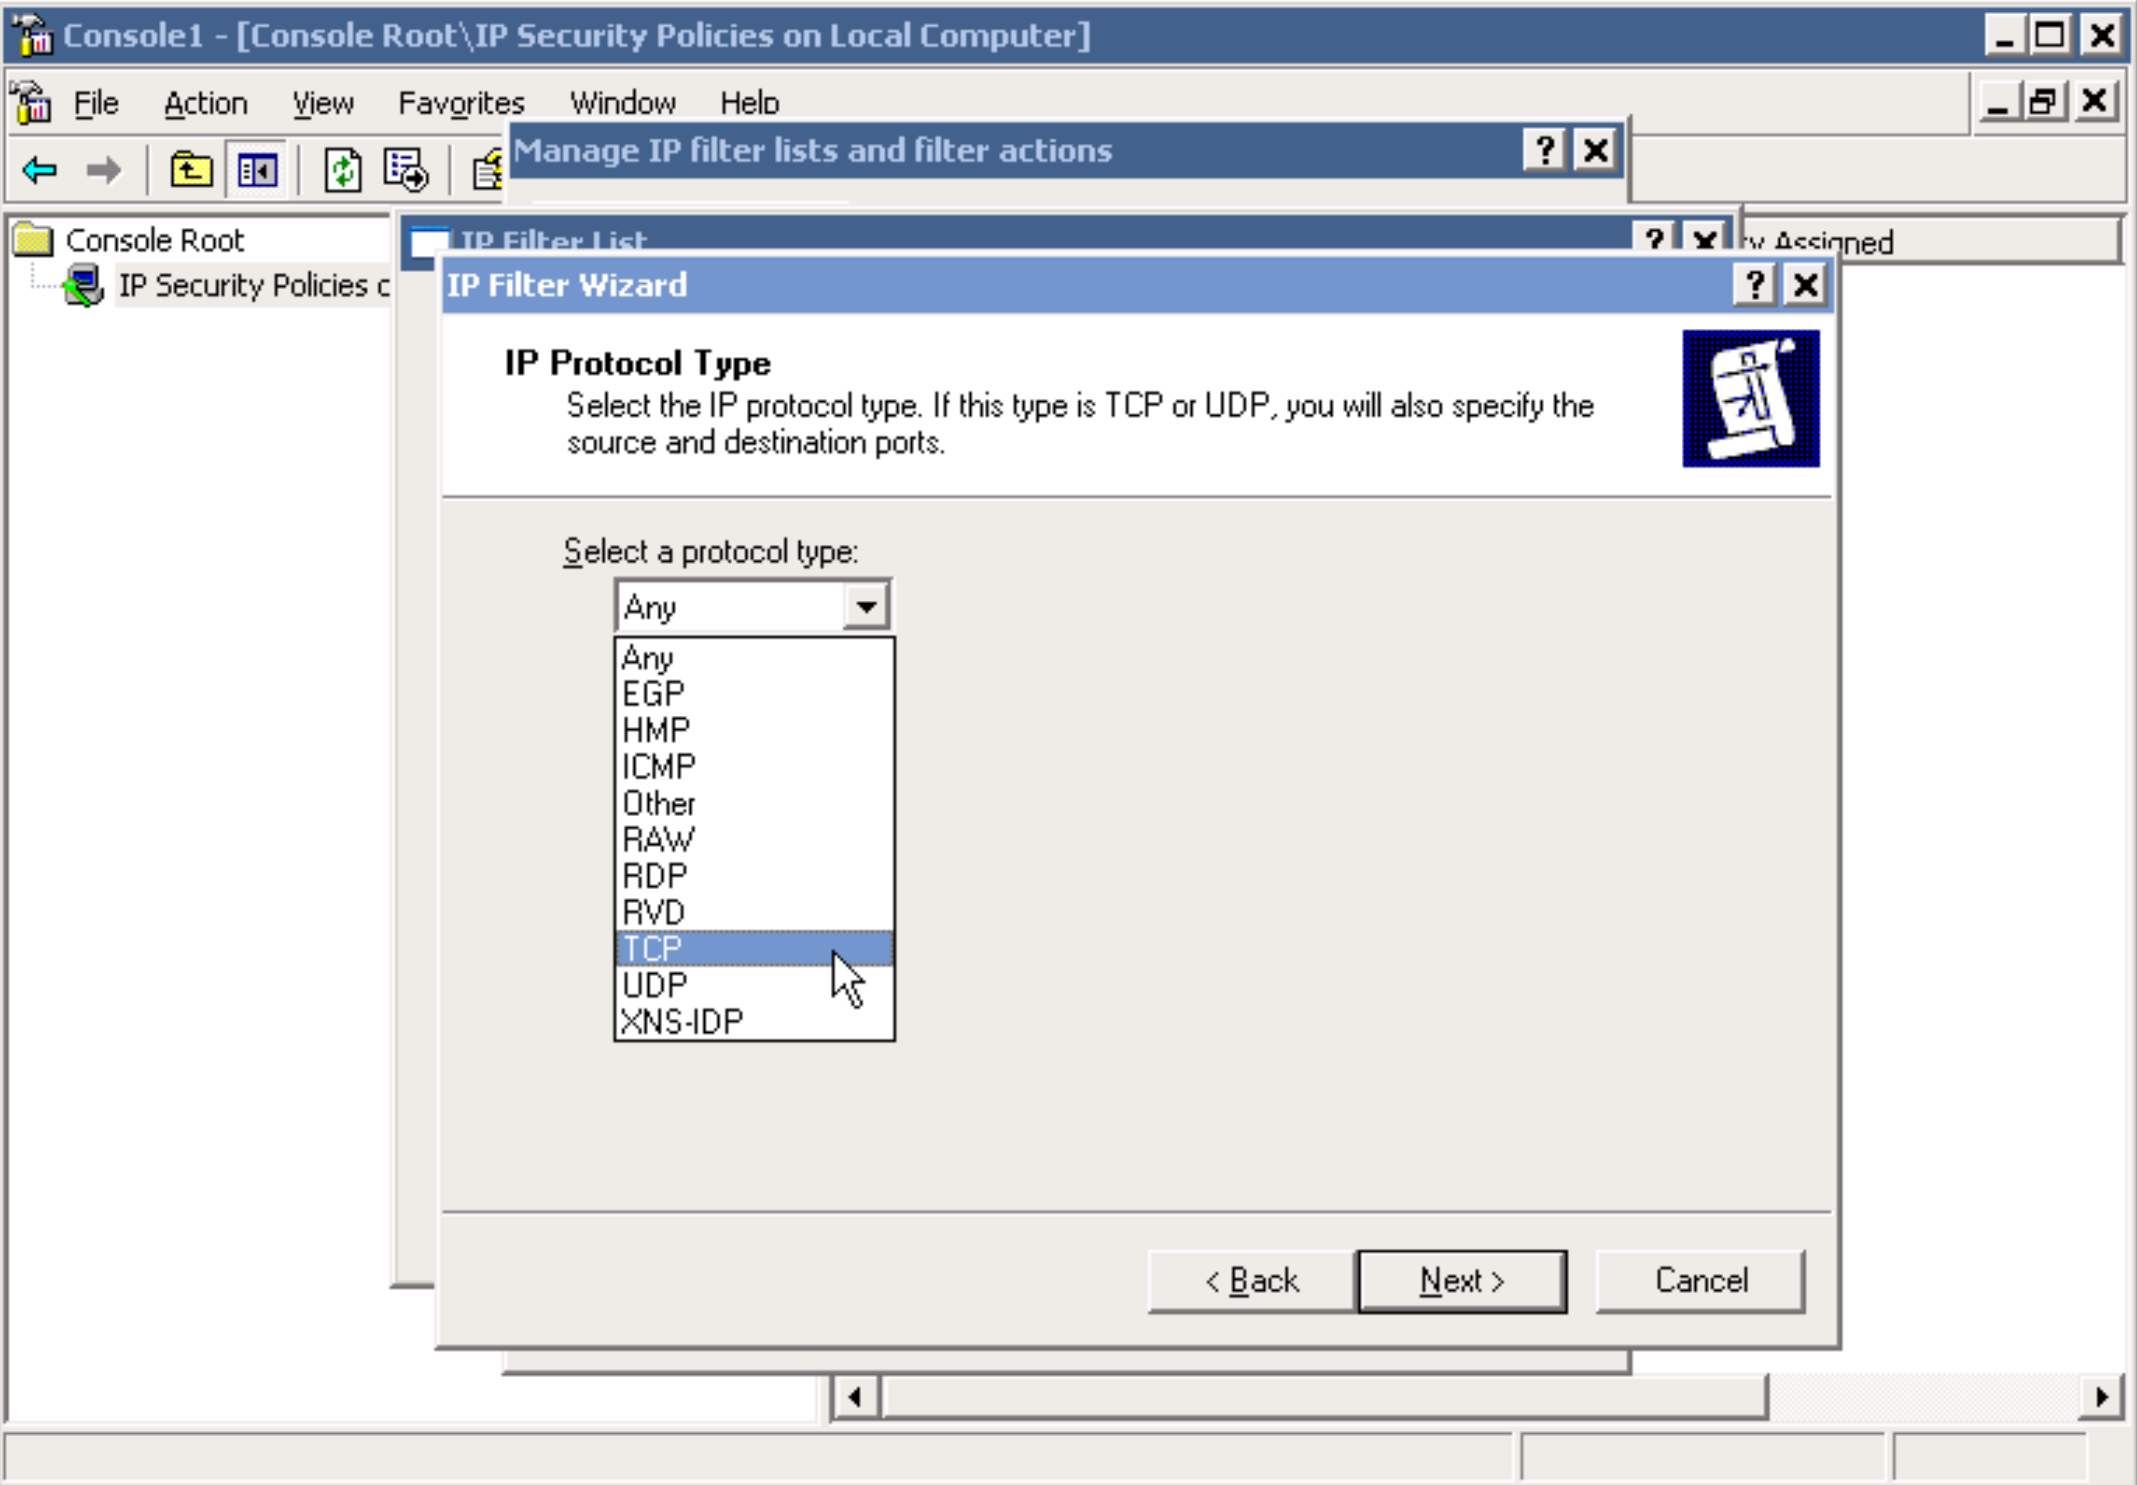 Console1 - [Console Root\IP Security Policies on Local Computer]
File Action View Favorites Window Help
Manage IP filter lists and filter actions
Console Root
IP Security Policies
IP Filter List
Assigned
IP Filter Wizard
IP Protocol Type
Select the IP protocol type. If this type is TCP or UDP, you will also specify the
source and destination ports.
Select a protocol type:
Any
Any
EGP
HMP
ICMP
Other
RAW
RDP
RVD
TCP
UDP
XNS-IDP
< Back Next > Cancel